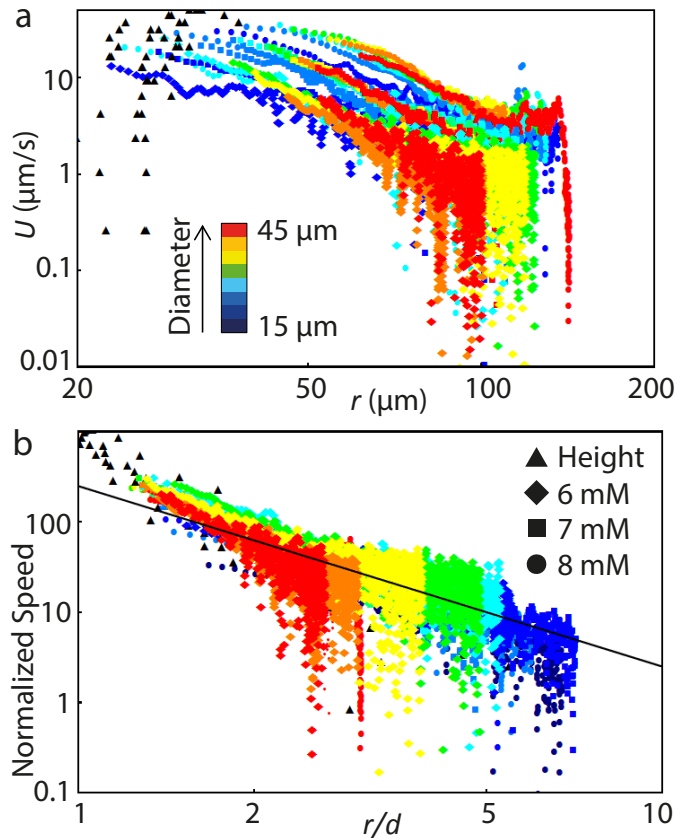 a
10
1
0.1
0.01
U (μm/s)
Diameter
45 μm
15 μm
20
50
100
200
r (μm)
b
100
10
1
0.1
Normalized Speed
Height
6 mM
7 mM
8 mM
1
2
5
10
r/d